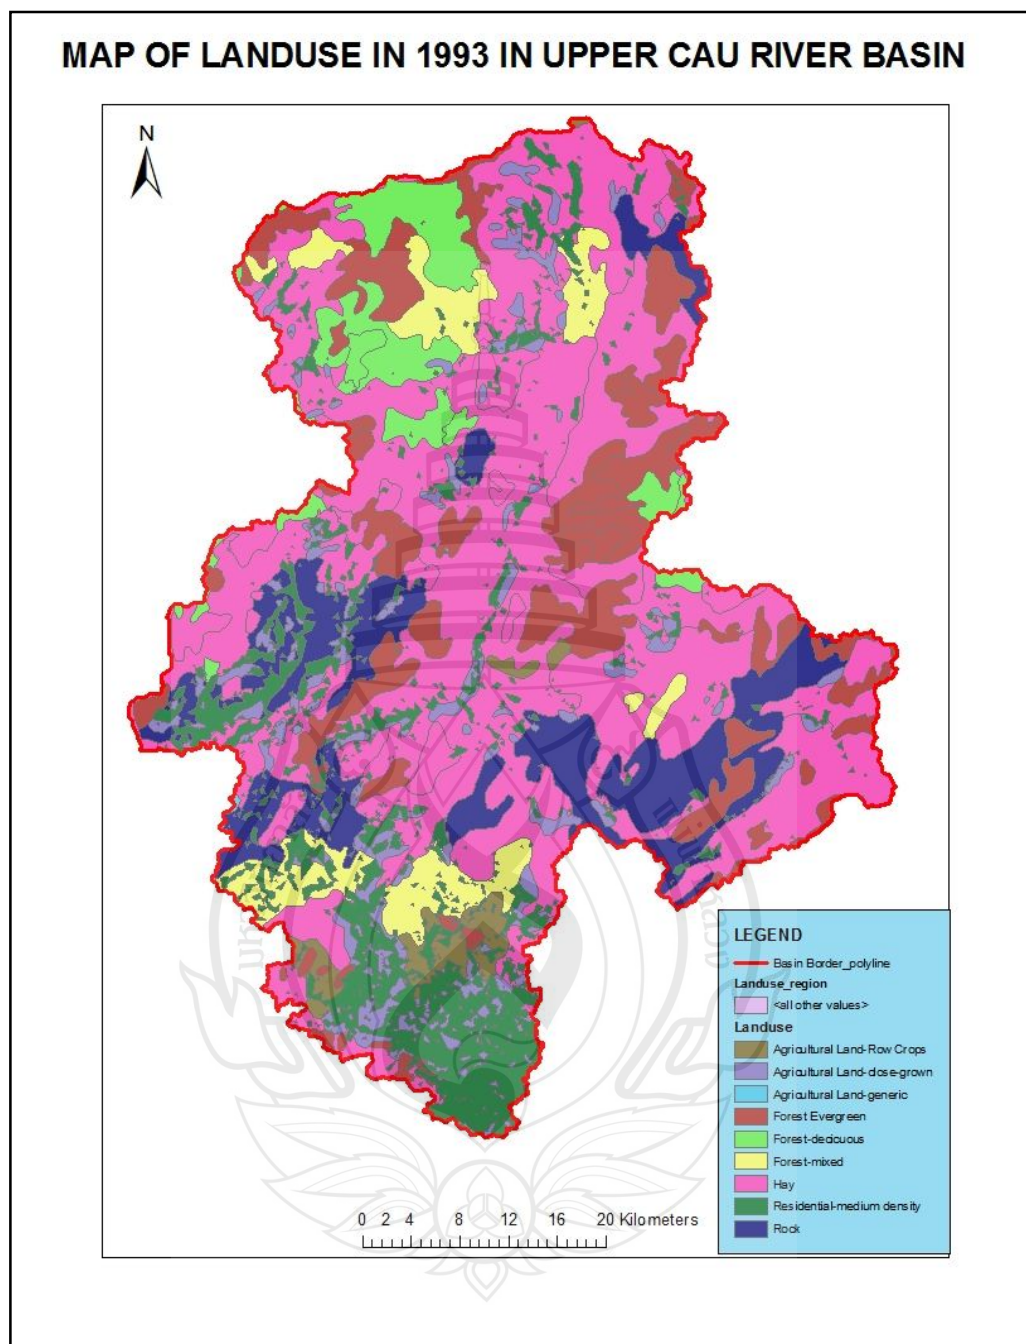 MAP OF LANDUSE IN 1993 IN UPPER CAU RIVER BASIN
N
LEGEND
Basin Border_polyline
Landuse_region
<all other values>
Landuse
Agricultural Land-Row Crops
Agricultural Land-close-grown
Agricultural Land-generic
Forest Evergreen
Forest-decicuous
Forest-mixed
Hay
Residential-medium density
Rock
0 2 4 8 12 16 20 Kilometers